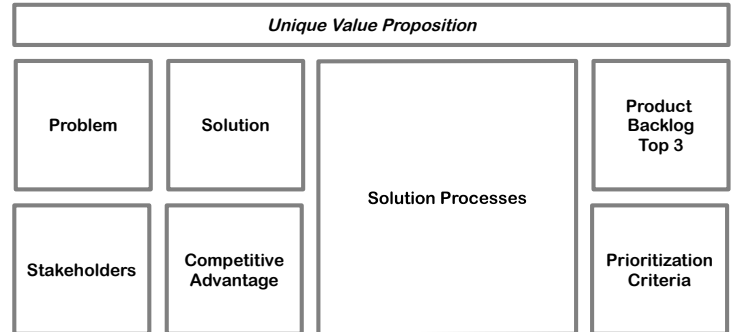 Unique Value Proposition
Problem
Solution
Solution Processes
Product
Backlog
Top 3
Stakeholders
Competitive
Advantage
Prioritization
Criteria